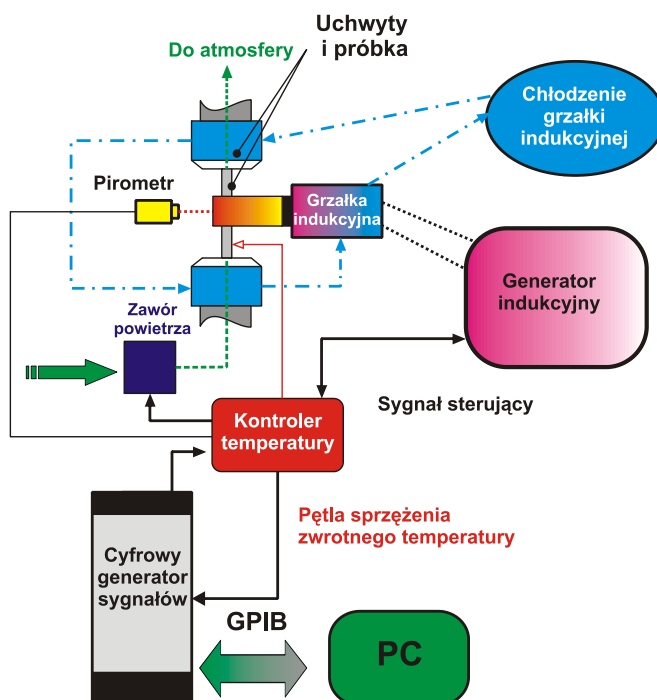 Uchwyty
i próbka
Do atmosfery
Chłodzenie
grzałki
indukcyjnej
Pirometr
Grzałka
indukcyjna
Generator
indukcyjny
Zawór
powietrza
Sygnał sterujący
Kontroler
temperatury
Pętla sprzężenia
zwrotnego temperatury
Cyfrowy
generator
sygnałów
GPIB
PC